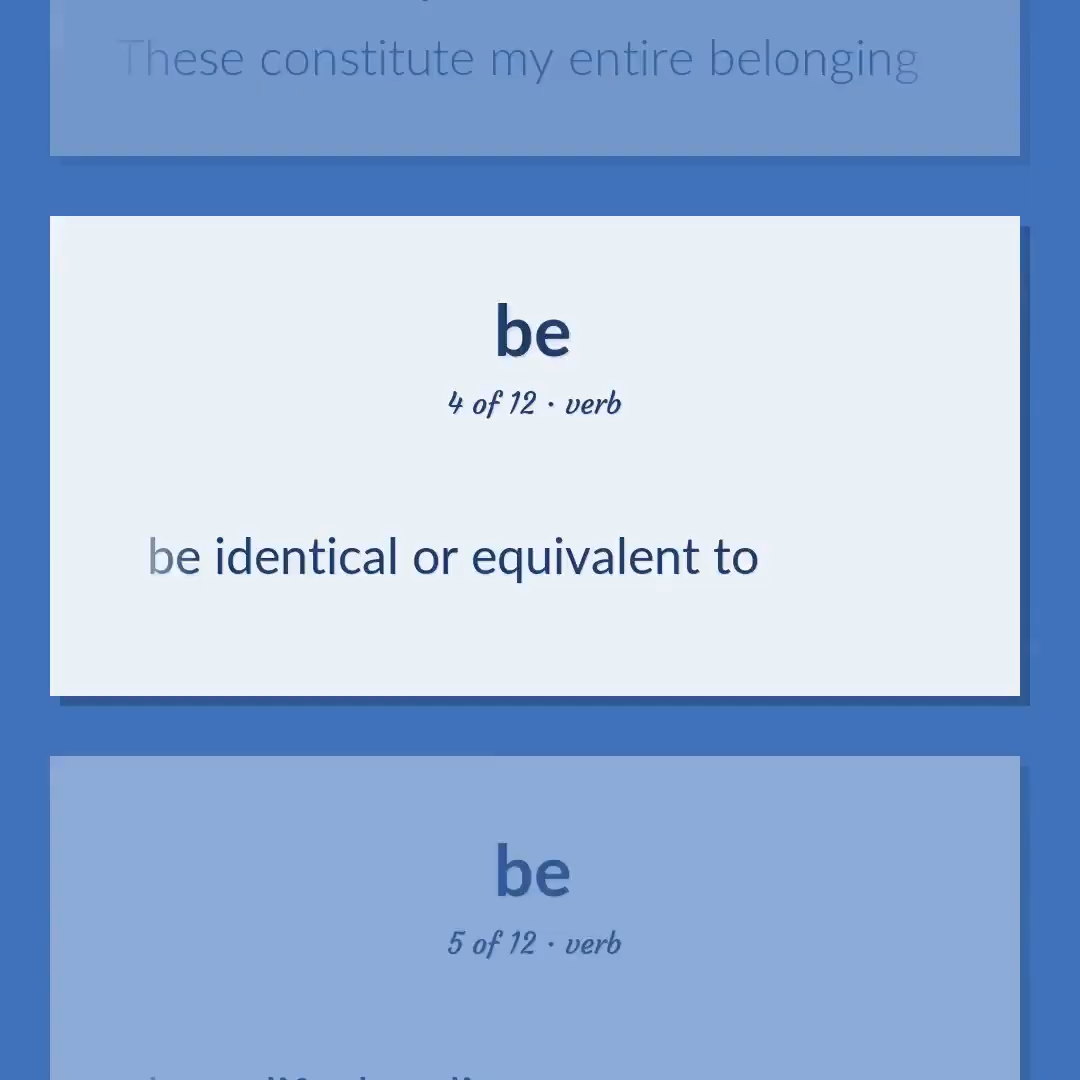 These constitute my entire belonging
be
4 of 12 · verb
be identical or equivalent to
be
5 of 12 · verb